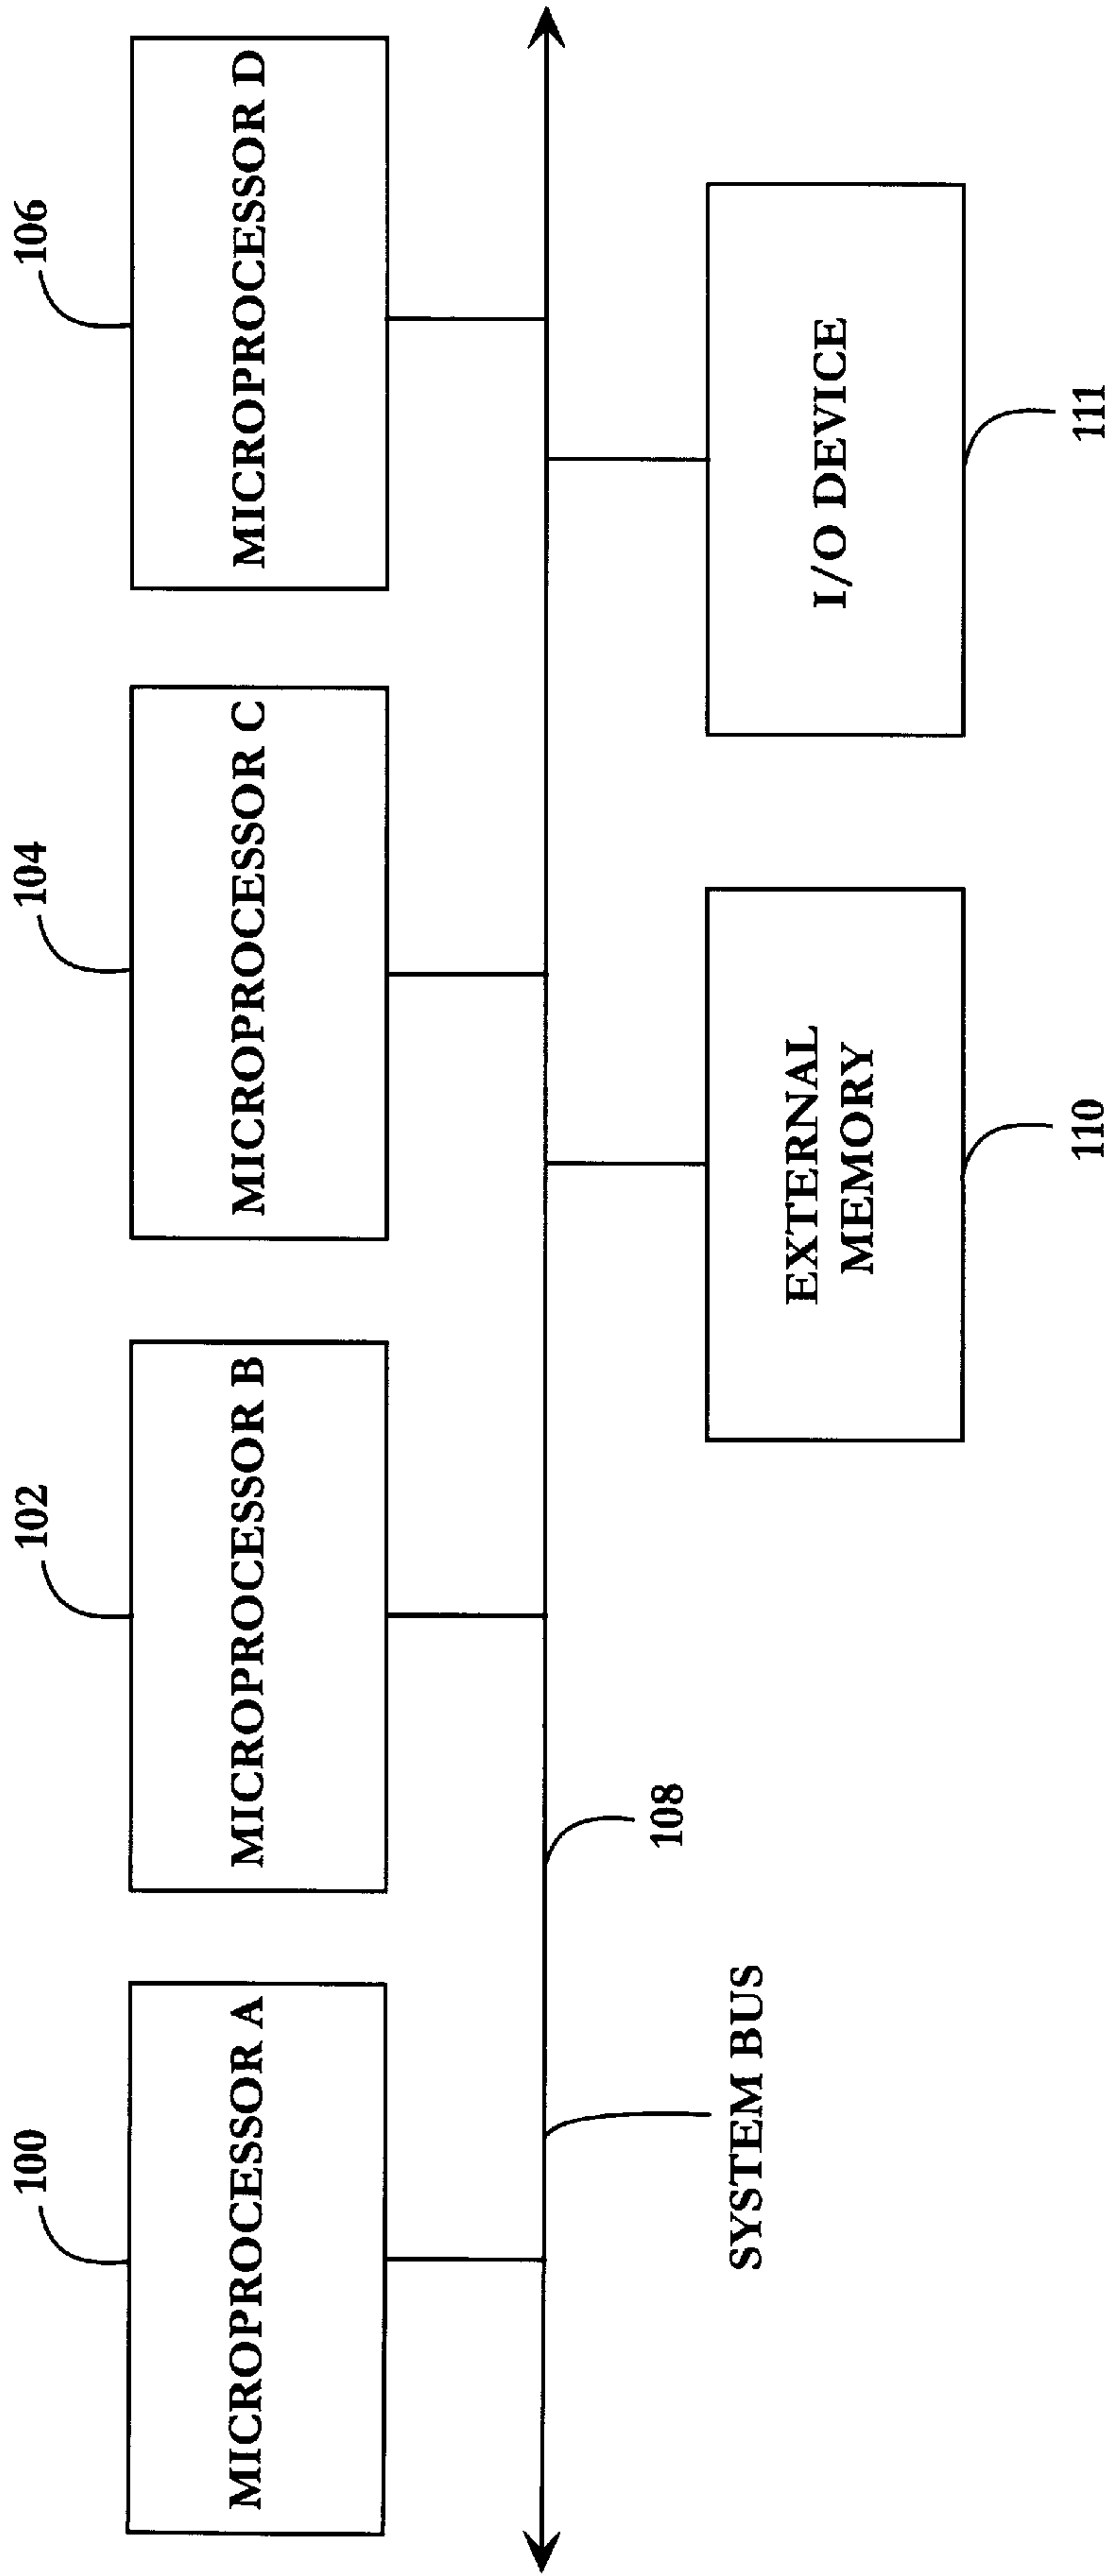 100
102
104
106
MICROPROCESSOR A
MICROPROCESSOR B
MICROPROCESSOR C
MICROPROCESSOR D
108
SYSTEM BUS
EXTERNAL
MEMORY
I/O DEVICE
110
111